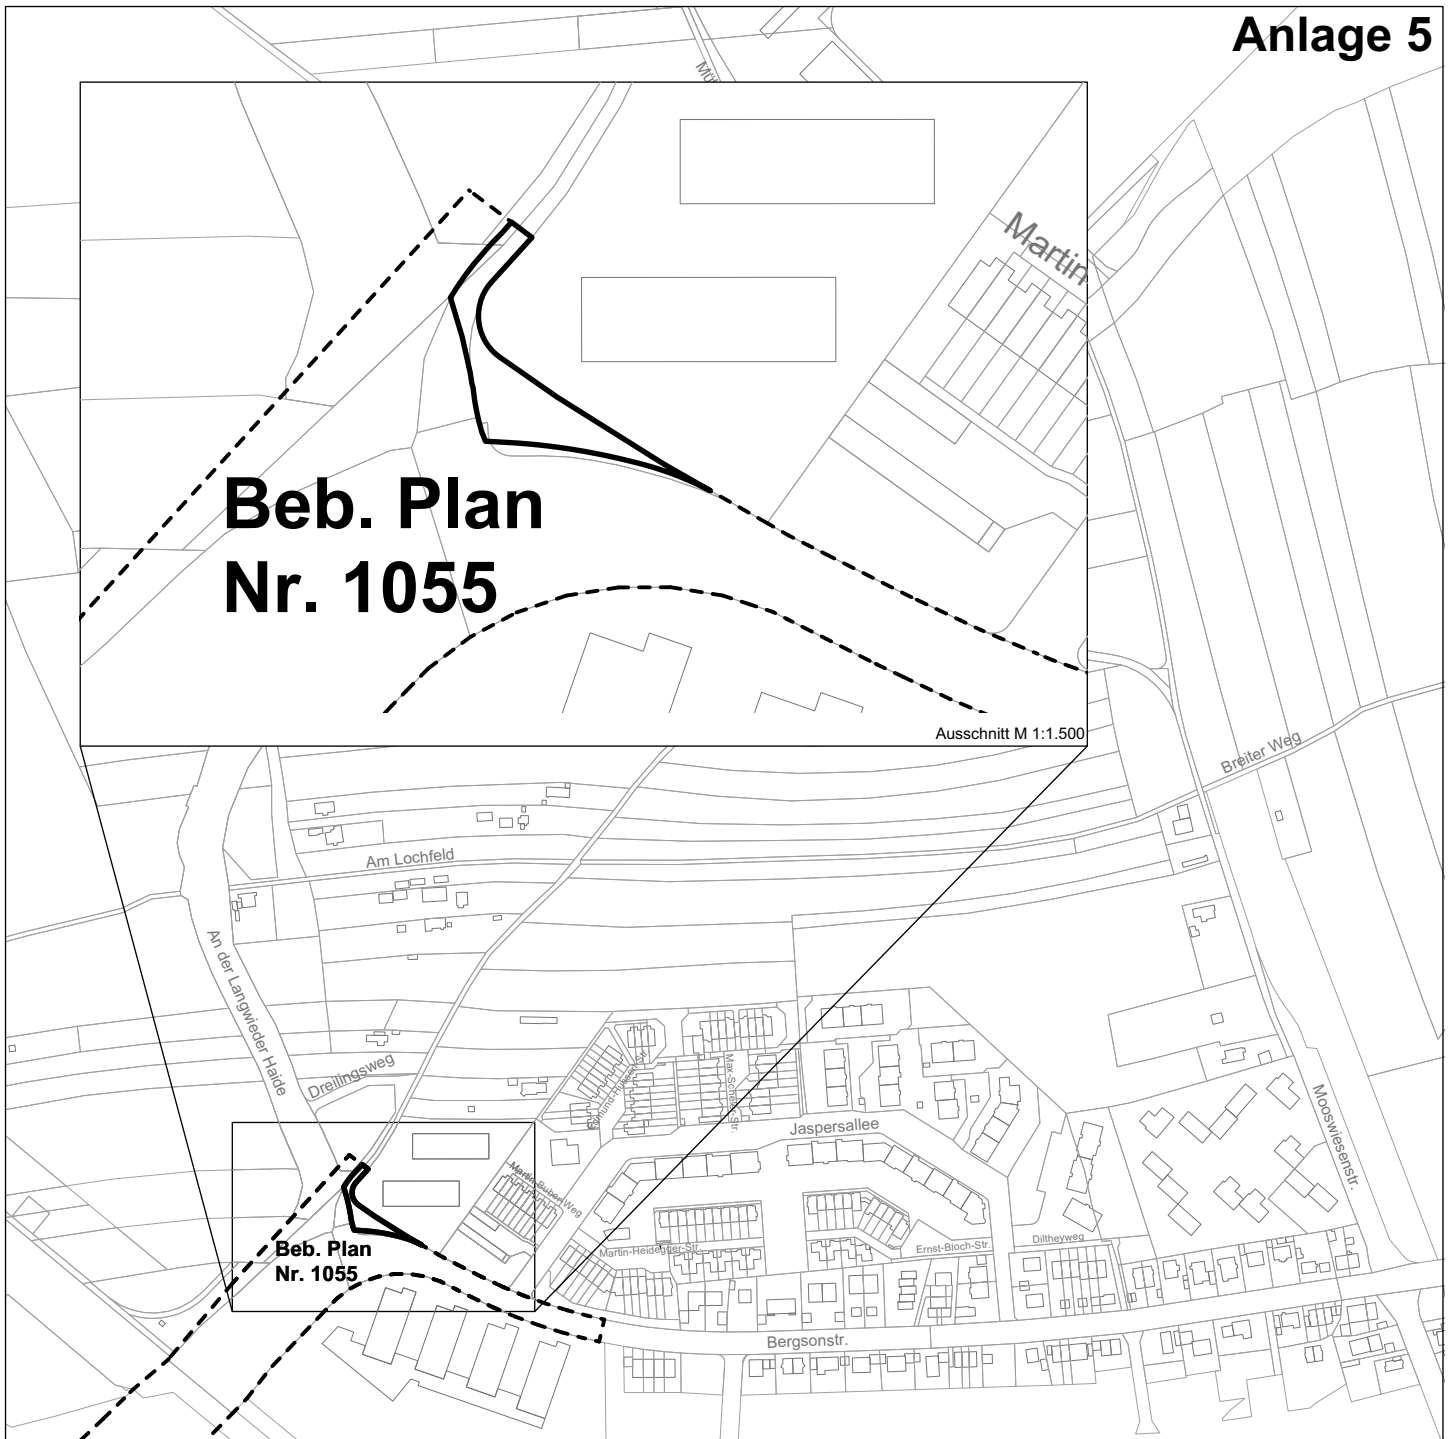 Anlage 5
Martin
Beb. Plan
Nr. 1055
Ausschnitt M 1:1.500
Breiter Weg
Am Lochfeld
An der Langwieder Haide
Dreilingsweg
Max-Scheler-Str.
Jaspersallee
Mooswiesenstr.
Martin-Buber-Weg
Martin-Heidegger-Str.
Ernst-Bloch-Str.
Diltheyweg
Beb. Plan
Nr. 1055
Bergsonstr.